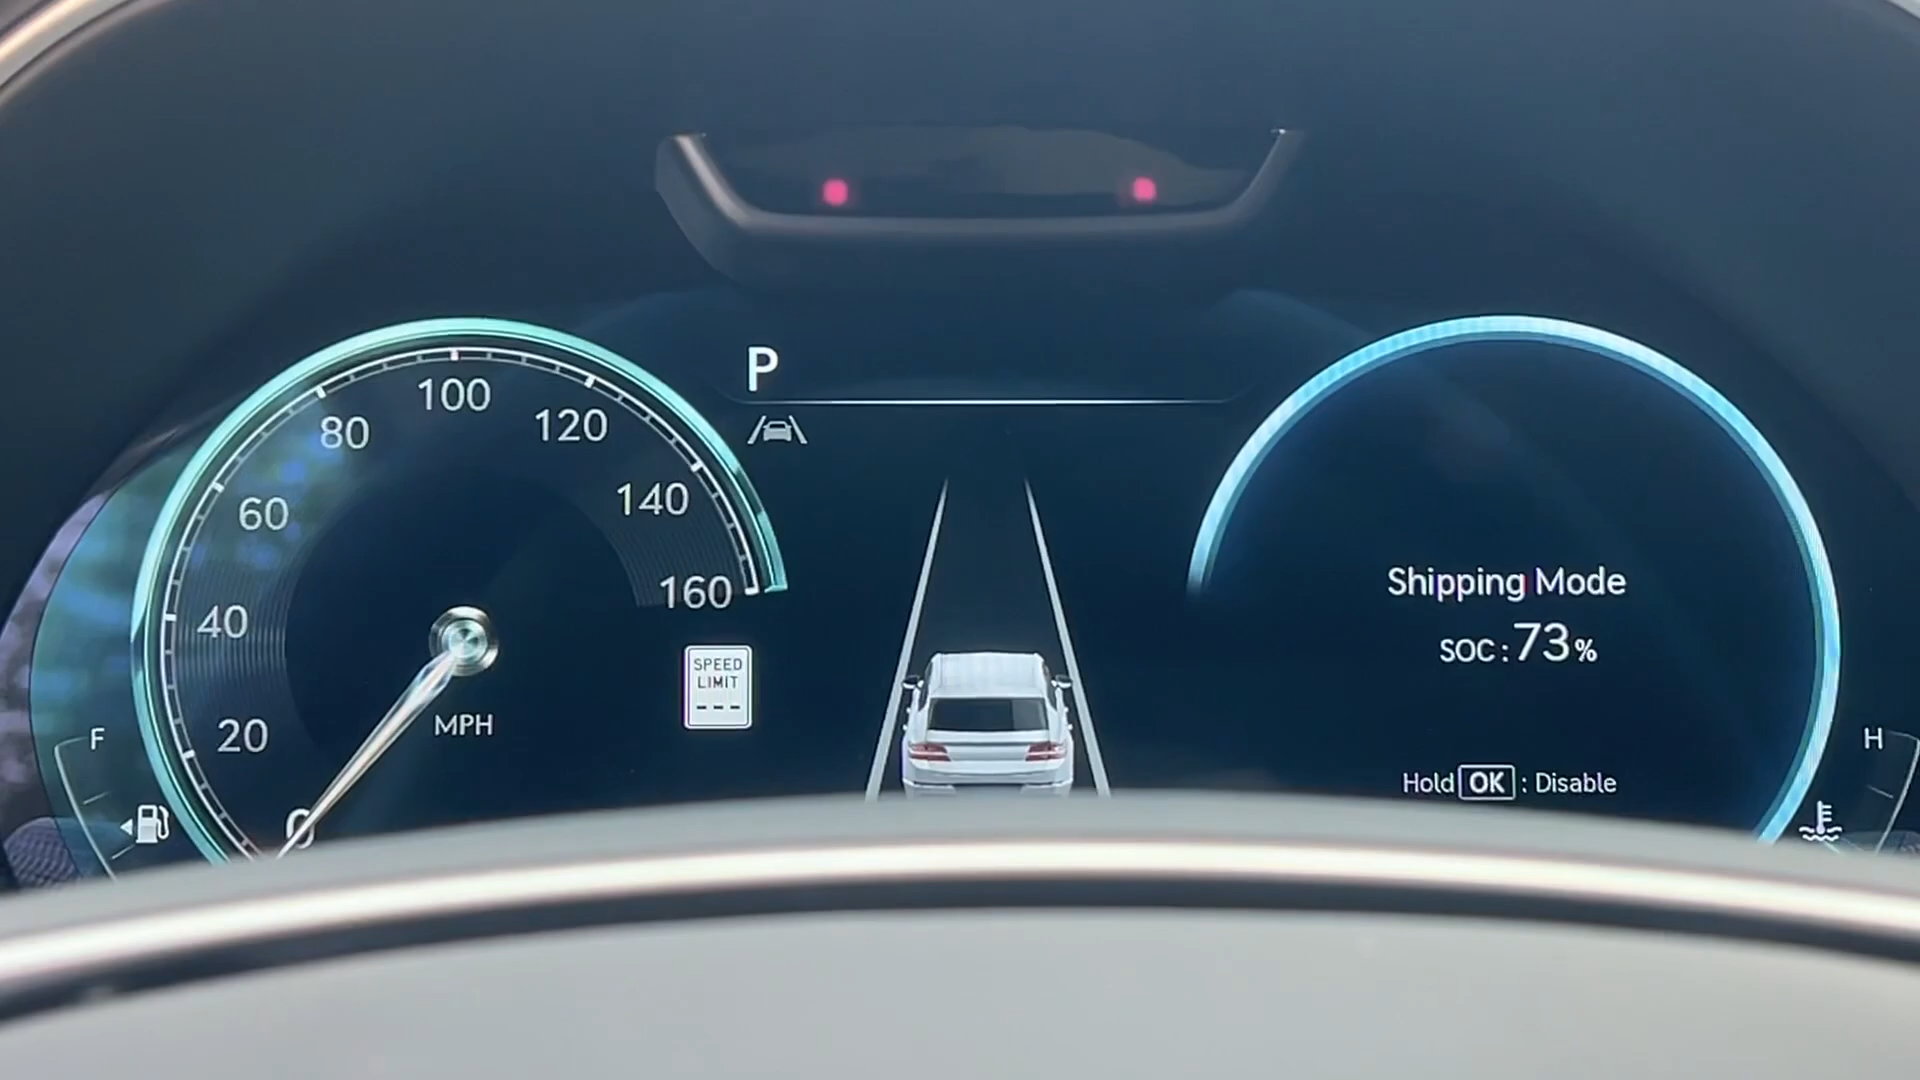 P
100
80
120
60
140
40
160
20
0
MPH
SPEED
LIMIT
---
F
Shipping Mode
SOC : 73 %
Hold OK : Disable
H